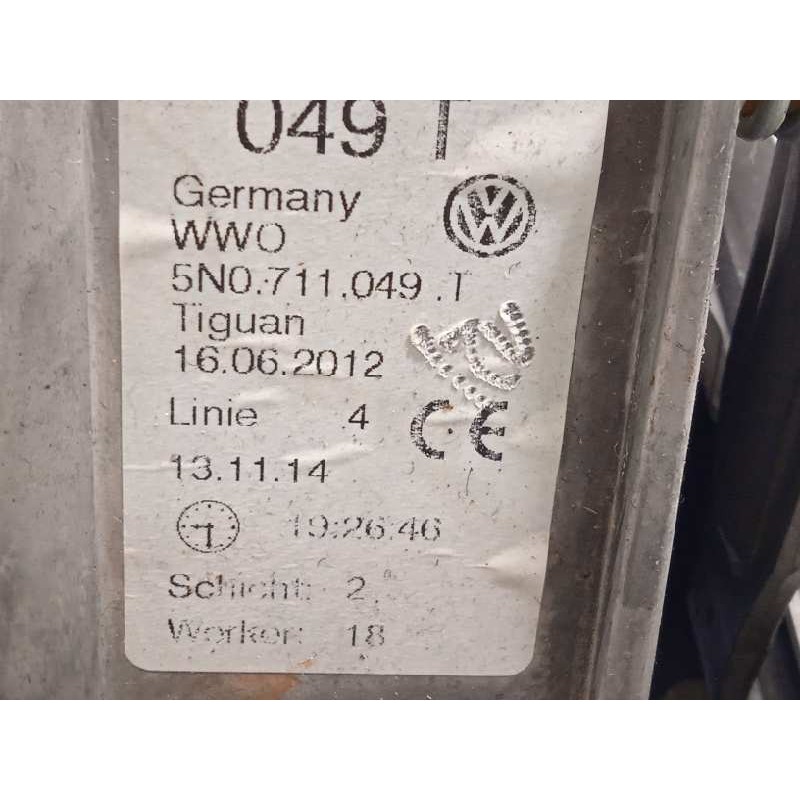 049 T
Germany
WWO
5N0.711.049 .T
Tiguan
16.06.2012
Linie 4
CE
13.11.14
19:26:46
Schicht: 2
Worker: 18